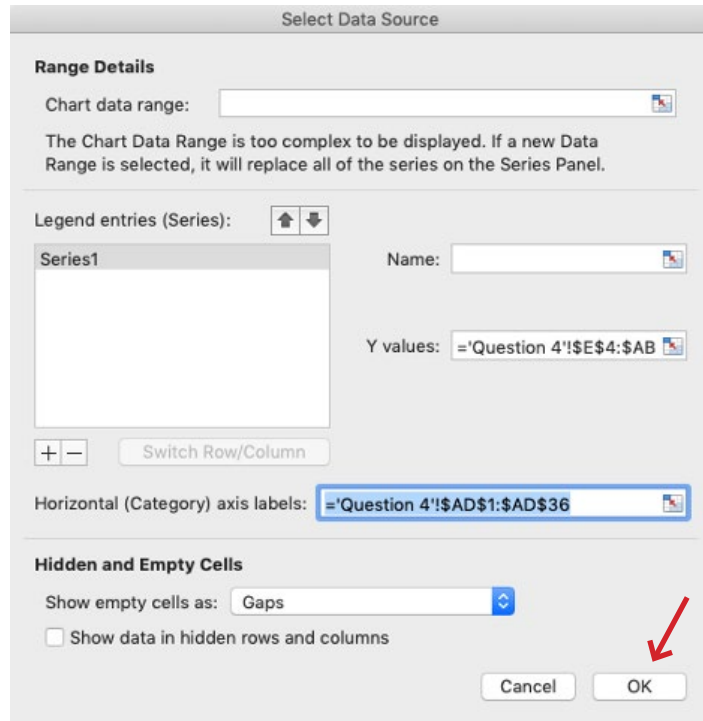 Select Data Source
Range Details
Chart data range:
The Chart Data Range is too complex to be displayed. If a new Data
Range is selected, it will replace all of the series on the Series Panel.
Legend entries (Series):
Series1
Name:
Y values: ='Question 4'!$E$4:$AB
Switch Row/Column
Horizontal (Category) axis labels: ='Question 4'!$AD$1:$AD$36
Hidden and Empty Cells
Show empty cells as: Gaps
Show data in hidden rows and columns
Cancel OK